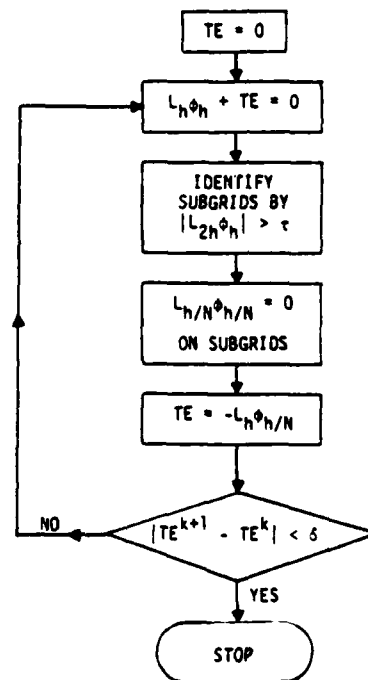 TE = 0
L_hΦ_h + TE = 0
IDENTIFY
SUBGRIDS BY
|L_2hΦ_h| > τ
L_h/NΦ_h/N = 0
ON SUBGRIDS
TE = -L_hΦ_h/N
|TE^k+1 - TE^k| < δ
NO
YES
STOP